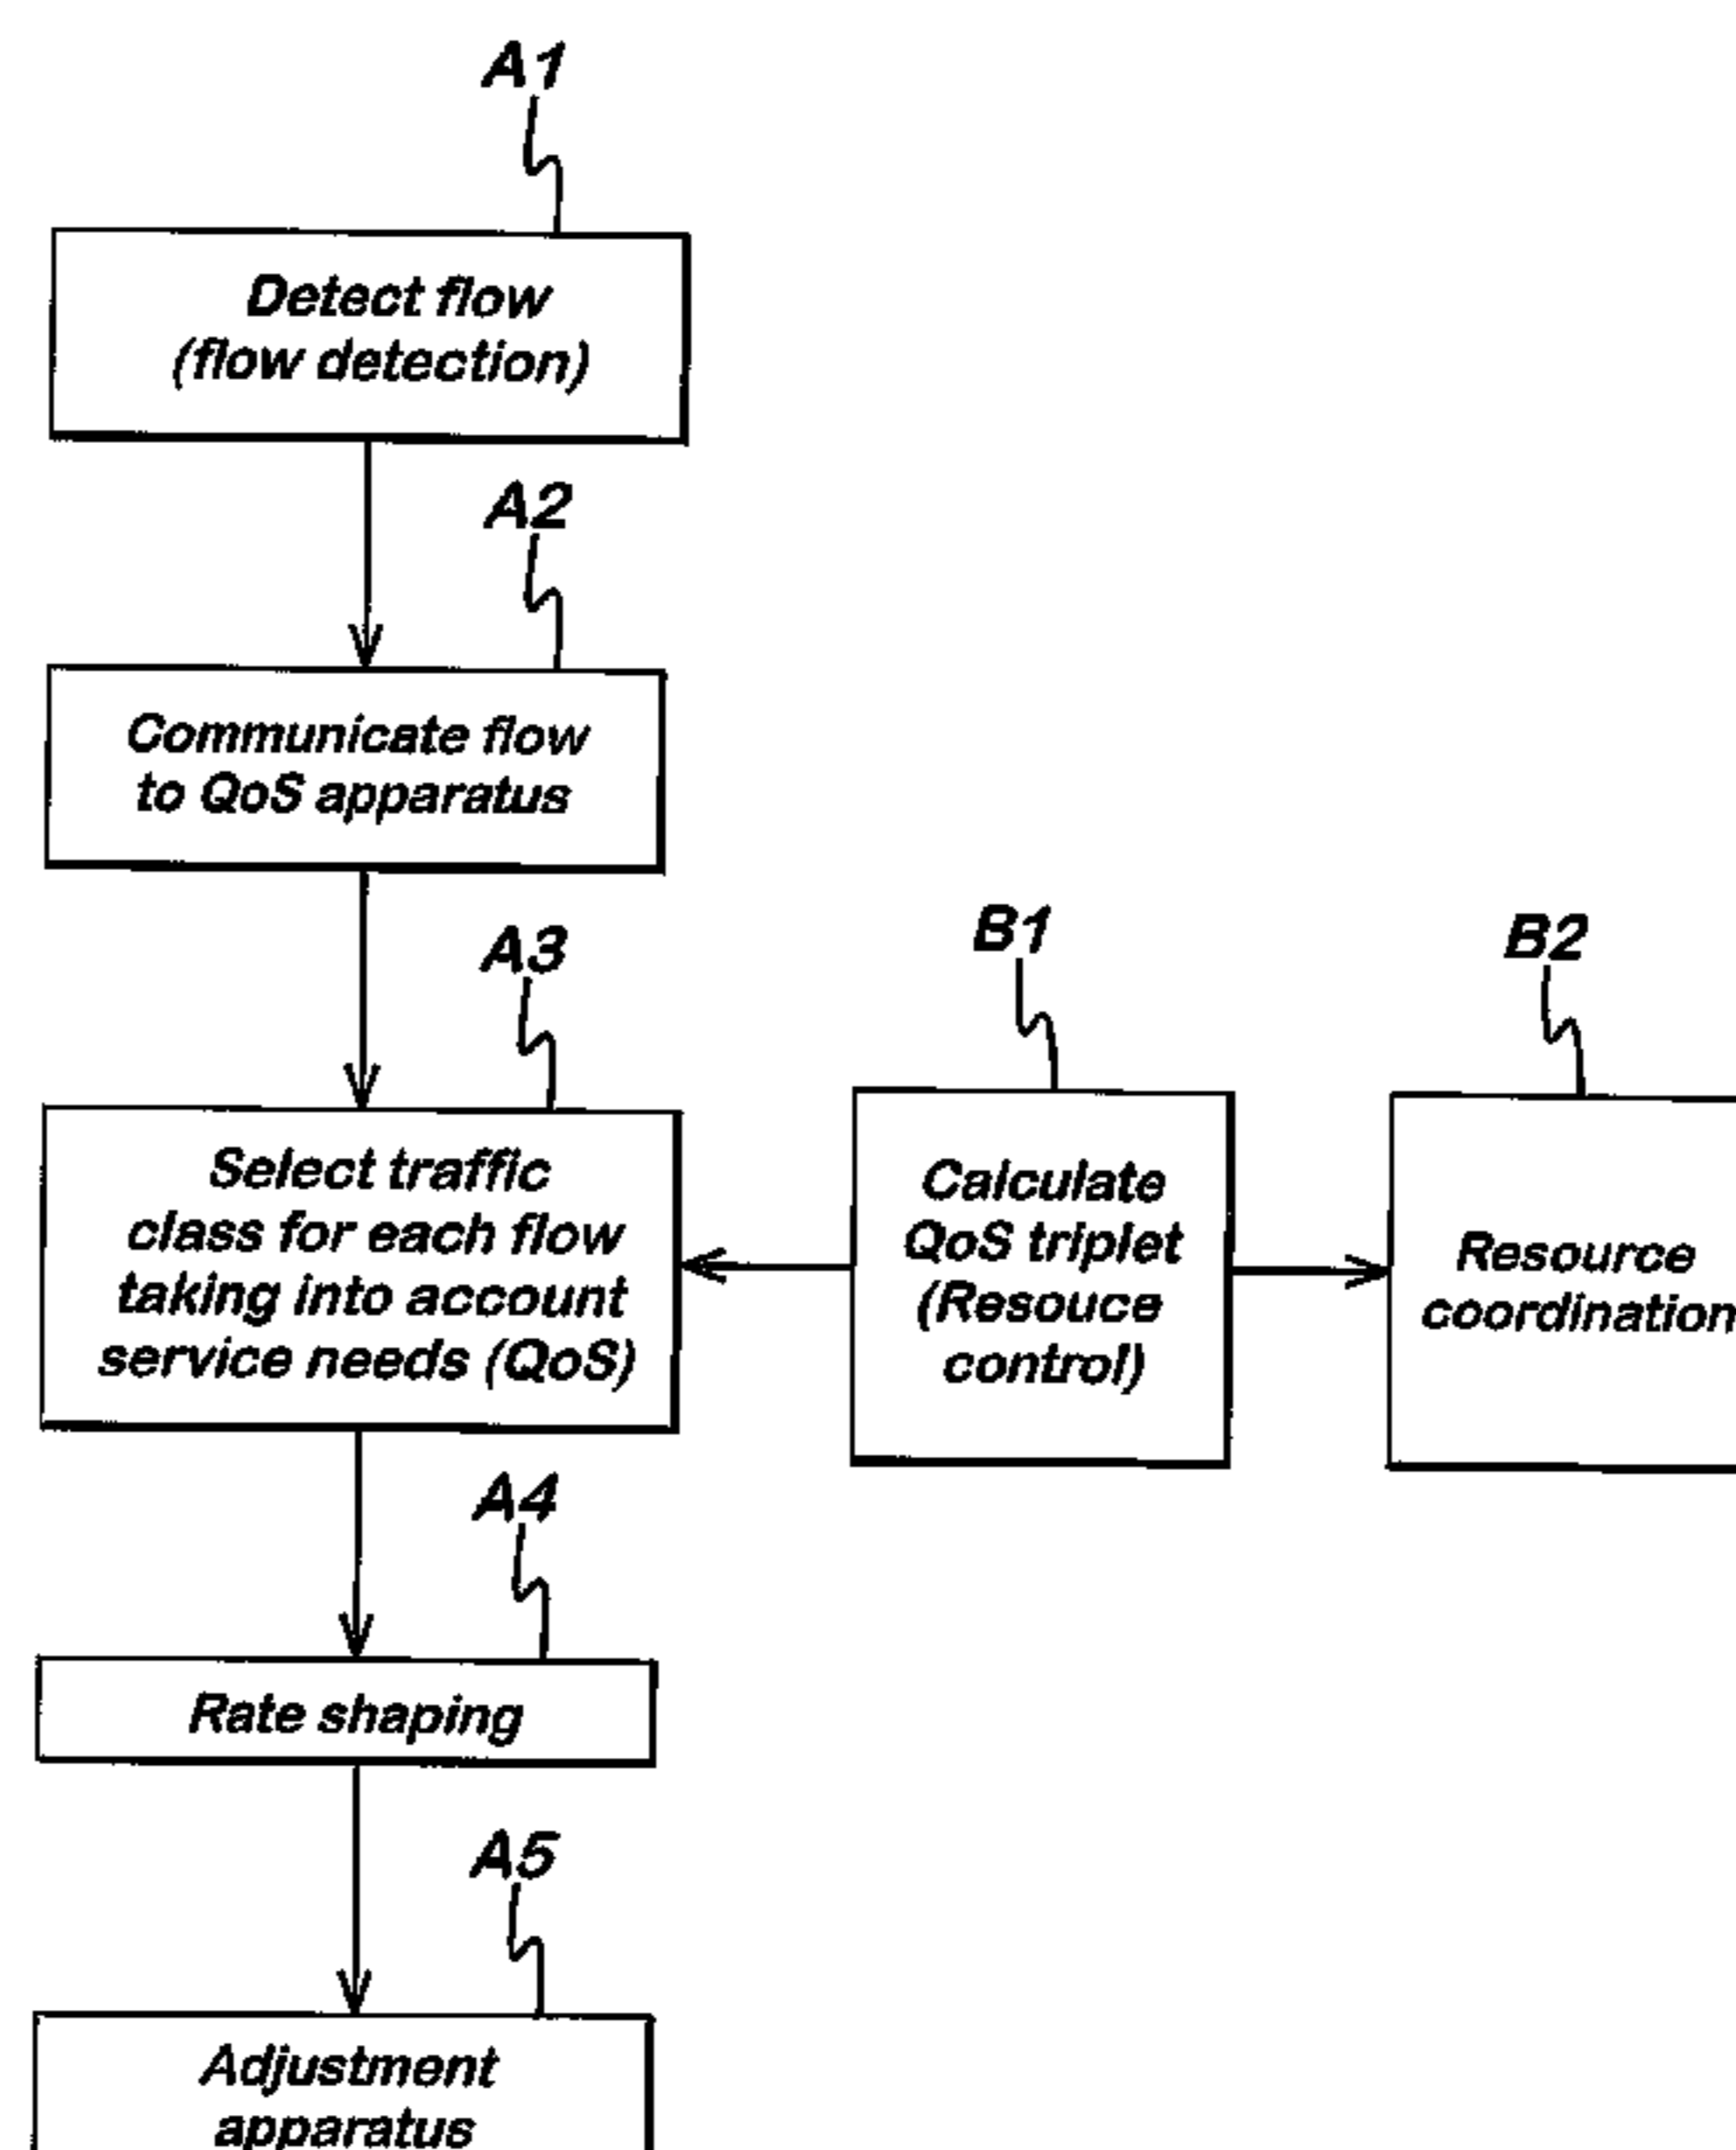 A1
Detect flow
(flow detection)
A2
Communicate flow
to QoS apparatus
A3
Select traffic
class for each flow
taking into account
service needs (QoS)
B1
Calculate
QoS triplet
(Resouce
control)
B2
Resource
coordination
A4
Rate shaping
A5
Adjustment
apparatus